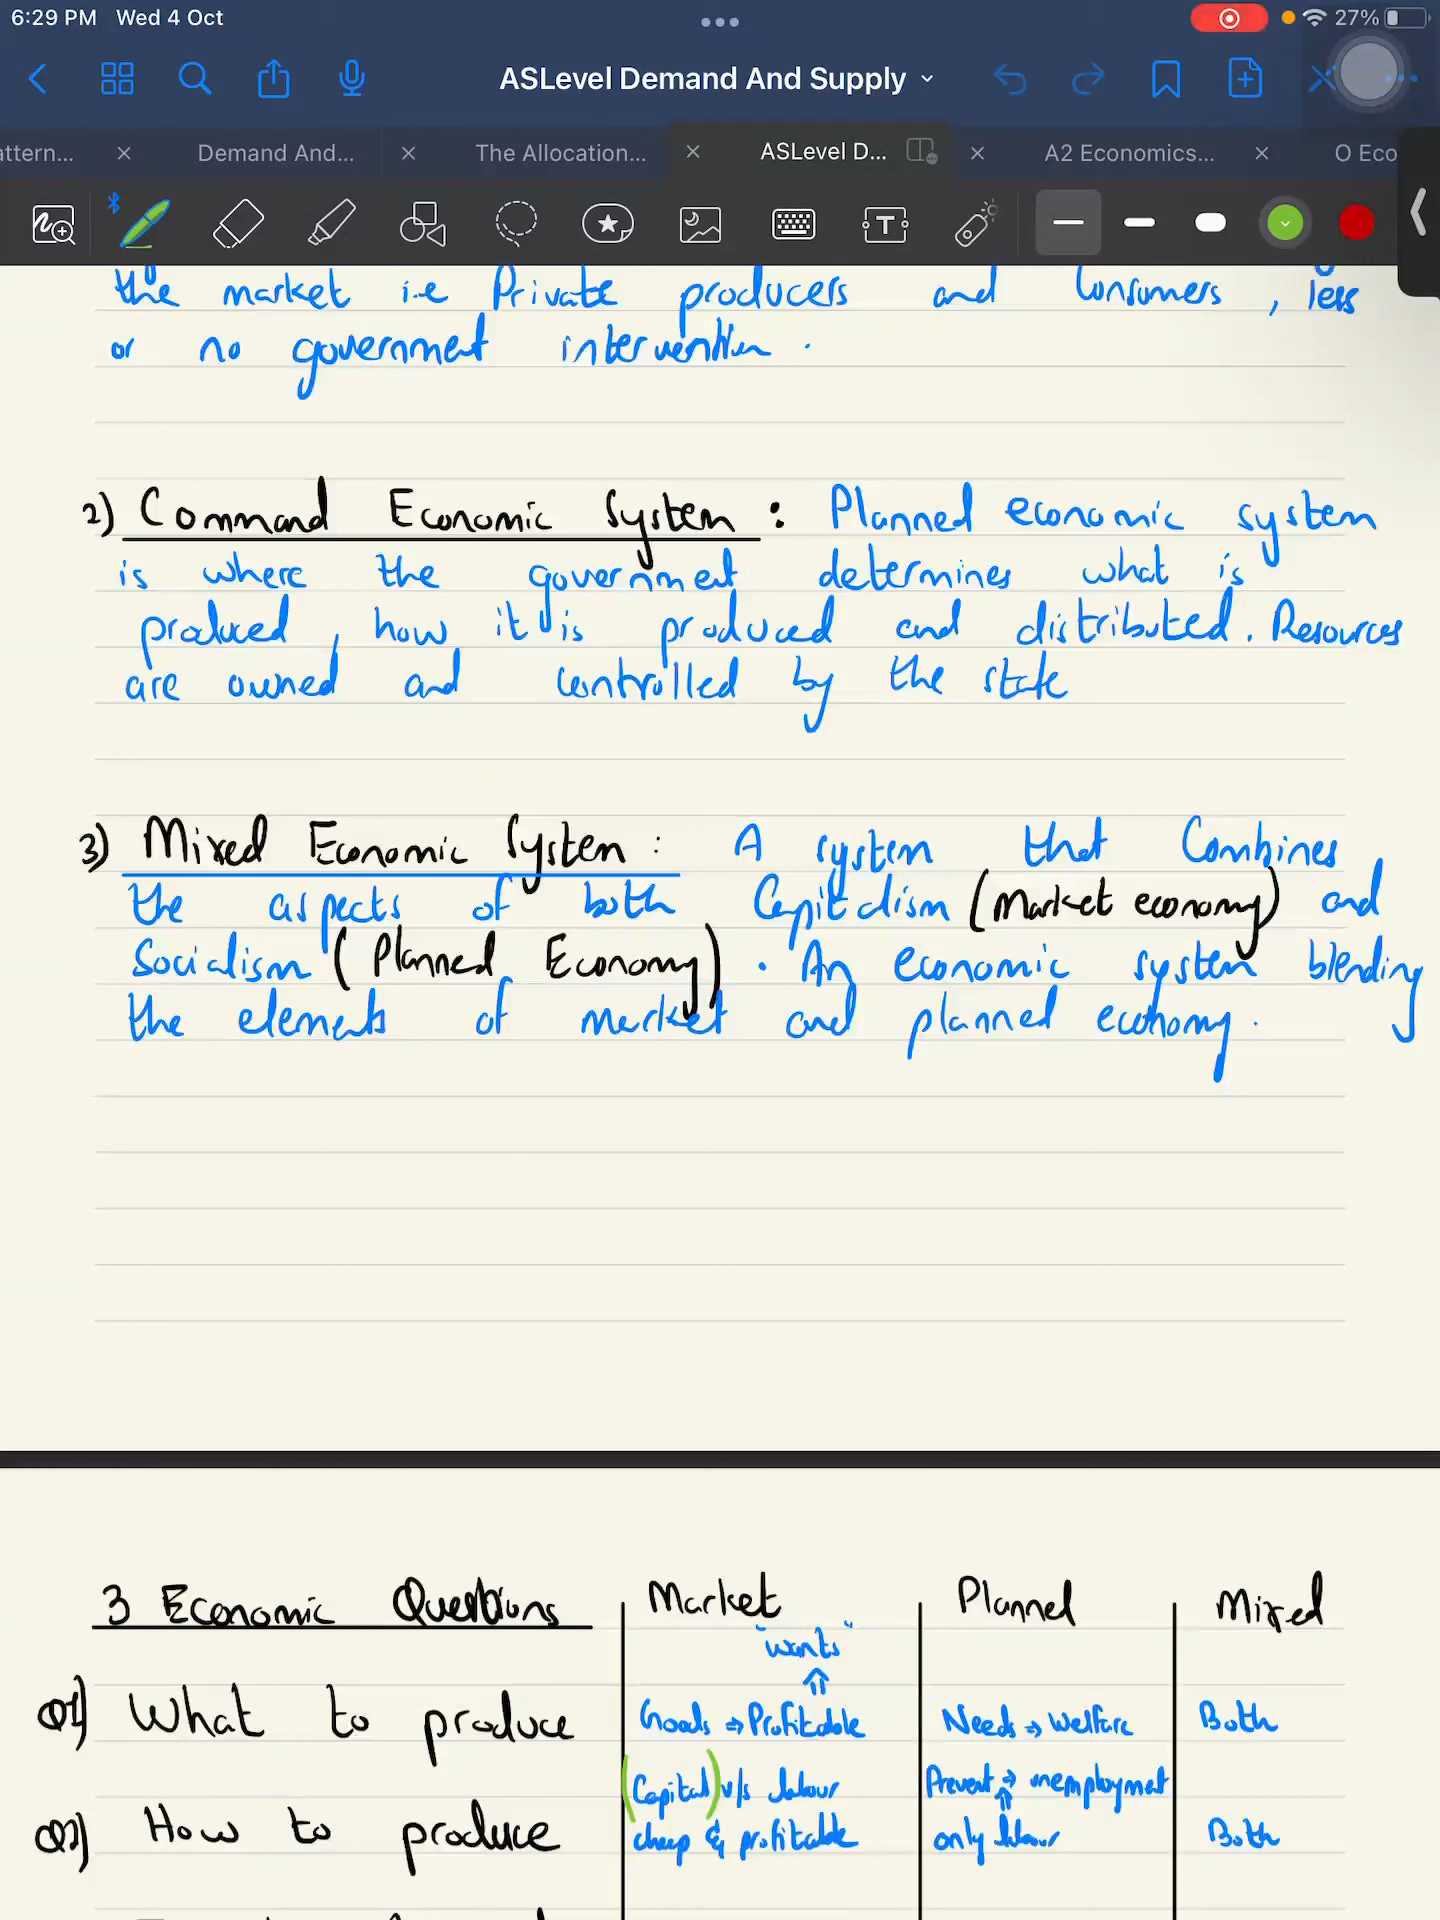 6:29 PM Wed 4 Oct
27%
ASLevel Demand And Supply
attern...
Demand And...
The Allocation...
ASLevel D...
A2 Economics...
O Eco
the market i.e Private producers and Consumers, less
or no government intervention.
2) Command Economic System : Planned economic system
is where the government determines what is
produced, how it is produced and distributed. Resources
are owned and controlled by the state
3) Mixed Economic System : A system that Combines
the aspects of both Capitalism (Market economy) and
Socialism (Planned Economy). An economic system blending
the elements of market and planned economy.
3 Economic Questions Market Planned Mixed
"wants"
⇑
Q1) What to produce Goods ⇒ Profitable Needs ⇒ Welfare Both
(Capital) v/s labour Prevent ⇒ unemployment
⇑
Q2) How to produce cheap & profitable only labour Both